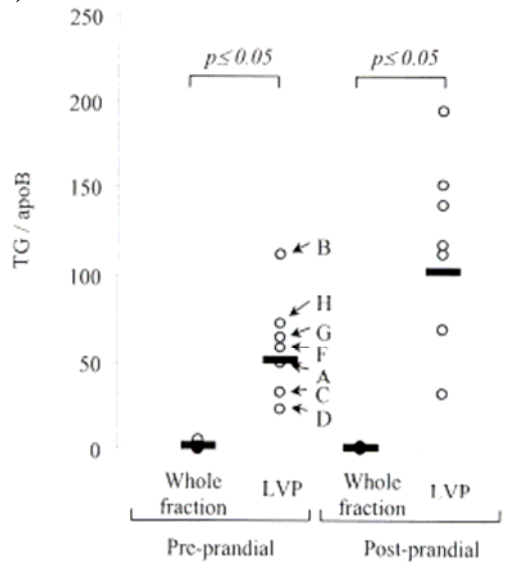 250
200
150
100
50
0
TG / apoB
p≤ 0.05
p≤ 0.05
B
H
G
F
A
C
D
Whole
fraction
LVP
Whole
fraction
LVP
Pre-prandial
Post-prandial